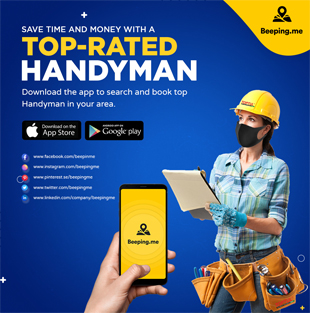 Beeping.me
SAVE TIME AND MONEY WITH A
TOP-RATED
HANDYMAN
Download the app to search and book top
Handyman in your area.
Download on the
App Store
ANDROID APP ON
Google play
www.facebook.com/beepinme
www.instagram.com/beepingme
www.pinterest.se/beepingme
www.twitter.com/beepingme
www.linkedin.com/company/beepingme
Beeping.me